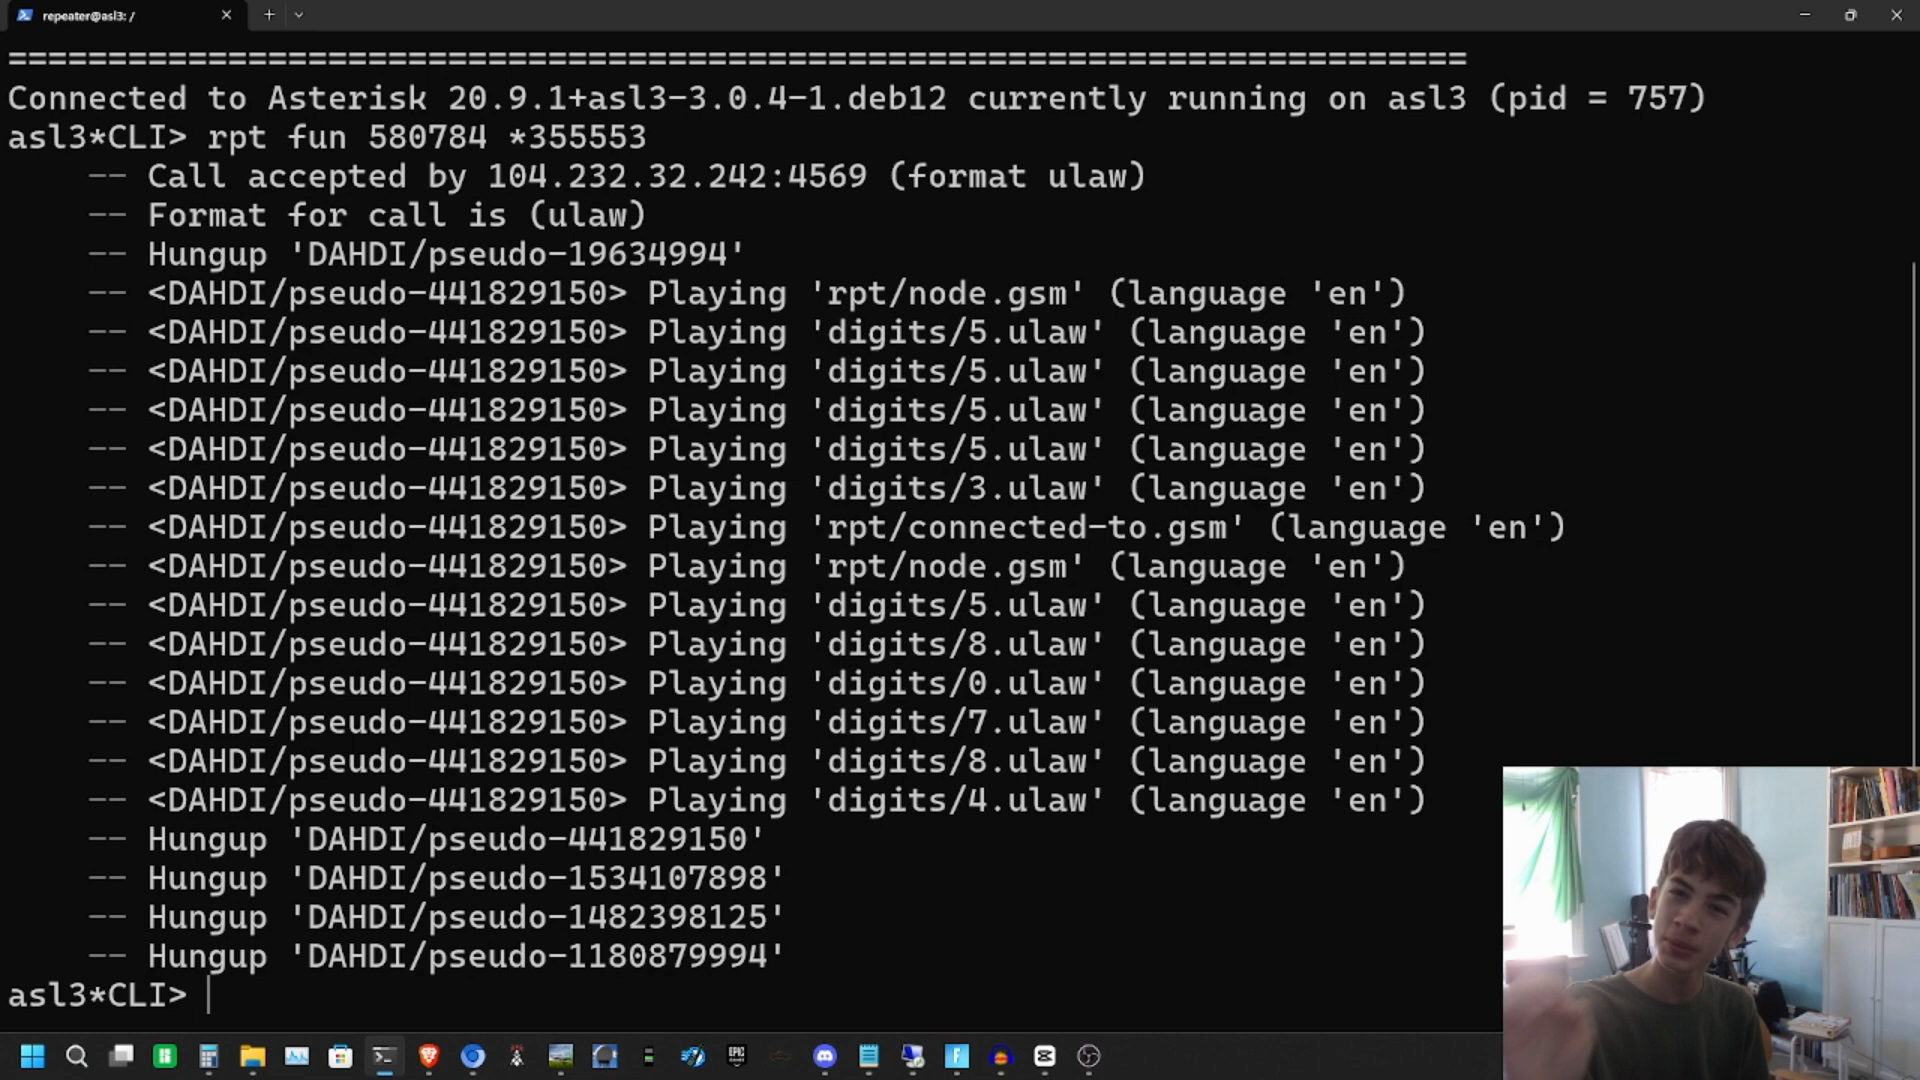 repeater@asl3: /
=========================================================================
Connected to Asterisk 20.9.1+asl3-3.0.4-1.deb12 currently running on asl3 (pid = 757)
asl3*CLI> rpt fun 580784 *355553
-- Call accepted by 104.232.32.242:4569 (format ulaw)
-- Format for call is (ulaw)
-- Hungup 'DAHDI/pseudo-19634994'
-- <DAHDI/pseudo-441829150> Playing 'rpt/node.gsm' (language 'en')
-- <DAHDI/pseudo-441829150> Playing 'digits/5.ulaw' (language 'en')
-- <DAHDI/pseudo-441829150> Playing 'digits/5.ulaw' (language 'en')
-- <DAHDI/pseudo-441829150> Playing 'digits/5.ulaw' (language 'en')
-- <DAHDI/pseudo-441829150> Playing 'digits/5.ulaw' (language 'en')
-- <DAHDI/pseudo-441829150> Playing 'digits/3.ulaw' (language 'en')
-- <DAHDI/pseudo-441829150> Playing 'rpt/connected-to.gsm' (language 'en')
-- <DAHDI/pseudo-441829150> Playing 'rpt/node.gsm' (language 'en')
-- <DAHDI/pseudo-441829150> Playing 'digits/5.ulaw' (language 'en')
-- <DAHDI/pseudo-441829150> Playing 'digits/8.ulaw' (language 'en')
-- <DAHDI/pseudo-441829150> Playing 'digits/0.ulaw' (language 'en')
-- <DAHDI/pseudo-441829150> Playing 'digits/7.ulaw' (language 'en')
-- <DAHDI/pseudo-441829150> Playing 'digits/8.ulaw' (language 'en')
-- <DAHDI/pseudo-441829150> Playing 'digits/4.ulaw' (language 'en')
-- Hungup 'DAHDI/pseudo-441829150'
-- Hungup 'DAHDI/pseudo-1534107898'
-- Hungup 'DAHDI/pseudo-1482398125'
-- Hungup 'DAHDI/pseudo-1180879994'
asl3*CLI>
EPIC